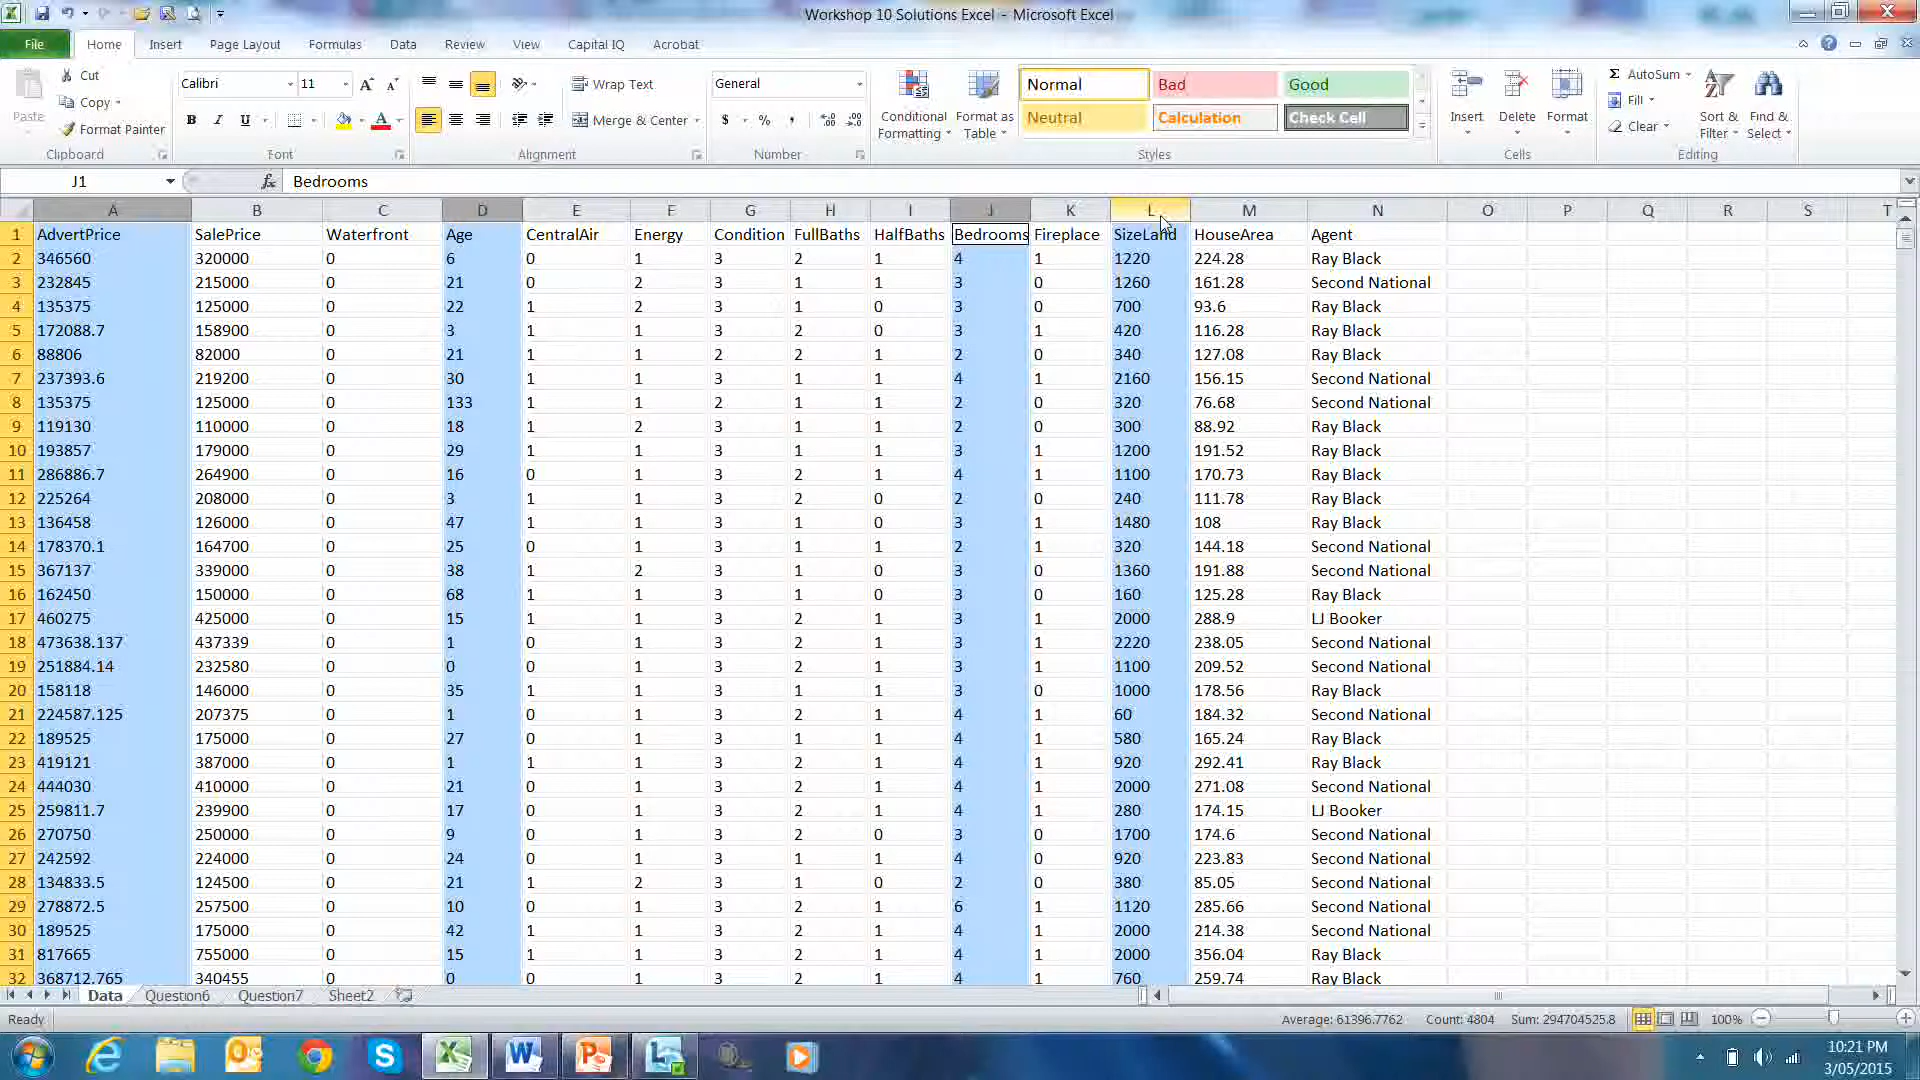 Workshop 10 Solutions Excel - Microsoft Excel
File Home Insert Page Layout Formulas Data Review View Capital IQ Acrobat
Cut Calibri 11 Wrap Text General Normal Bad Good AutoSum
Paste Copy Conditional Formatting Format as Table Insert Delete Format Fill Sort & Filter Find & Select
Format Painter B I U Merge & Center $ % , Neutral Calculation Check Cell Clear
Clipboard Font Alignment Number Styles Cells Editing
J1 fx Bedrooms
A B C D E F G H I J K L M N O P Q R S T
1 AdvertPrice SalePrice Waterfront Age CentralAir Energy Condition FullBaths HalfBaths Bedrooms Fireplace SizeLand HouseArea Agent
2 346560 320000 0 6 0 1 3 2 1 4 1 1220 224.28 Ray Black
3 232845 215000 0 21 0 2 3 1 1 3 0 1260 161.28 Second National
4 135375 125000 0 22 1 2 3 1 0 3 0 700 93.6 Ray Black
5 172088.7 158900 0 3 1 1 3 2 0 3 1 420 116.28 Ray Black
6 88806 82000 0 21 1 1 2 2 1 2 0 340 127.08 Ray Black
7 237393.6 219200 0 30 1 1 3 1 1 4 1 2160 156.15 Second National
8 135375 125000 0 133 1 1 2 1 1 2 0 320 76.68 Second National
9 119130 110000 0 18 1 2 3 1 1 2 0 300 88.92 Ray Black
10 193857 179000 0 29 1 1 3 1 0 3 1 1200 191.52 Ray Black
11 286886.7 264900 0 16 0 1 3 2 1 4 1 1100 170.73 Ray Black
12 225264 208000 0 3 1 1 3 2 0 2 0 240 111.78 Ray Black
13 136458 126000 0 47 1 1 3 1 0 3 1 1480 108 Ray Black
14 178370.1 164700 0 25 0 1 3 1 1 2 1 320 144.18 Second National
15 367137 339000 0 38 1 2 3 1 0 3 0 1360 191.88 Second National
16 162450 150000 0 68 1 1 3 1 0 3 0 160 125.28 Ray Black
17 460275 425000 0 15 1 1 3 2 1 3 1 2000 288.9 LJ Booker
18 473638.137 437339 0 1 0 1 3 2 1 3 1 2220 238.05 Second National
19 251884.14 232580 0 0 0 1 3 2 1 3 1 1100 209.52 Second National
20 158118 146000 0 35 1 1 3 1 1 3 0 1000 178.56 Ray Black
21 224587.125 207375 0 1 0 1 3 2 1 4 1 60 184.32 Second National
22 189525 175000 0 27 0 1 3 2 1 4 1 580 165.24 Ray Black
23 419121 387000 0 1 1 1 3 2 1 4 1 920 292.41 Ray Black
24 444030 410000 0 21 0 1 3 2 1 4 1 2000 271.08 Second National
25 259811.7 239900 0 17 0 1 3 2 1 4 1 280 174.15 LJ Booker
26 270750 250000 0 9 0 1 3 2 0 3 0 1700 174.6 Second National
27 242592 224000 0 24 0 1 3 1 1 4 0 920 223.83 Second National
28 134833.5 124500 0 21 1 2 3 1 0 2 0 380 85.05 Second National
29 278872.5 257500 0 10 0 1 3 2 1 6 1 1120 285.66 Second National
30 189525 175000 0 42 1 1 3 2 1 4 1 2000 214.38 Second National
31 817665 755000 0 15 1 1 3 2 1 4 1 2000 356.04 Ray Black
32 368712.765 340455 0 0 0 1 3 2 1 4 1 760 259.74 Ray Black
Data Question6 Question7 Sheet2
Ready Average: 61396.7762 Count: 4804 Sum: 294704525.8 100%
10:21 PM
3/05/2015